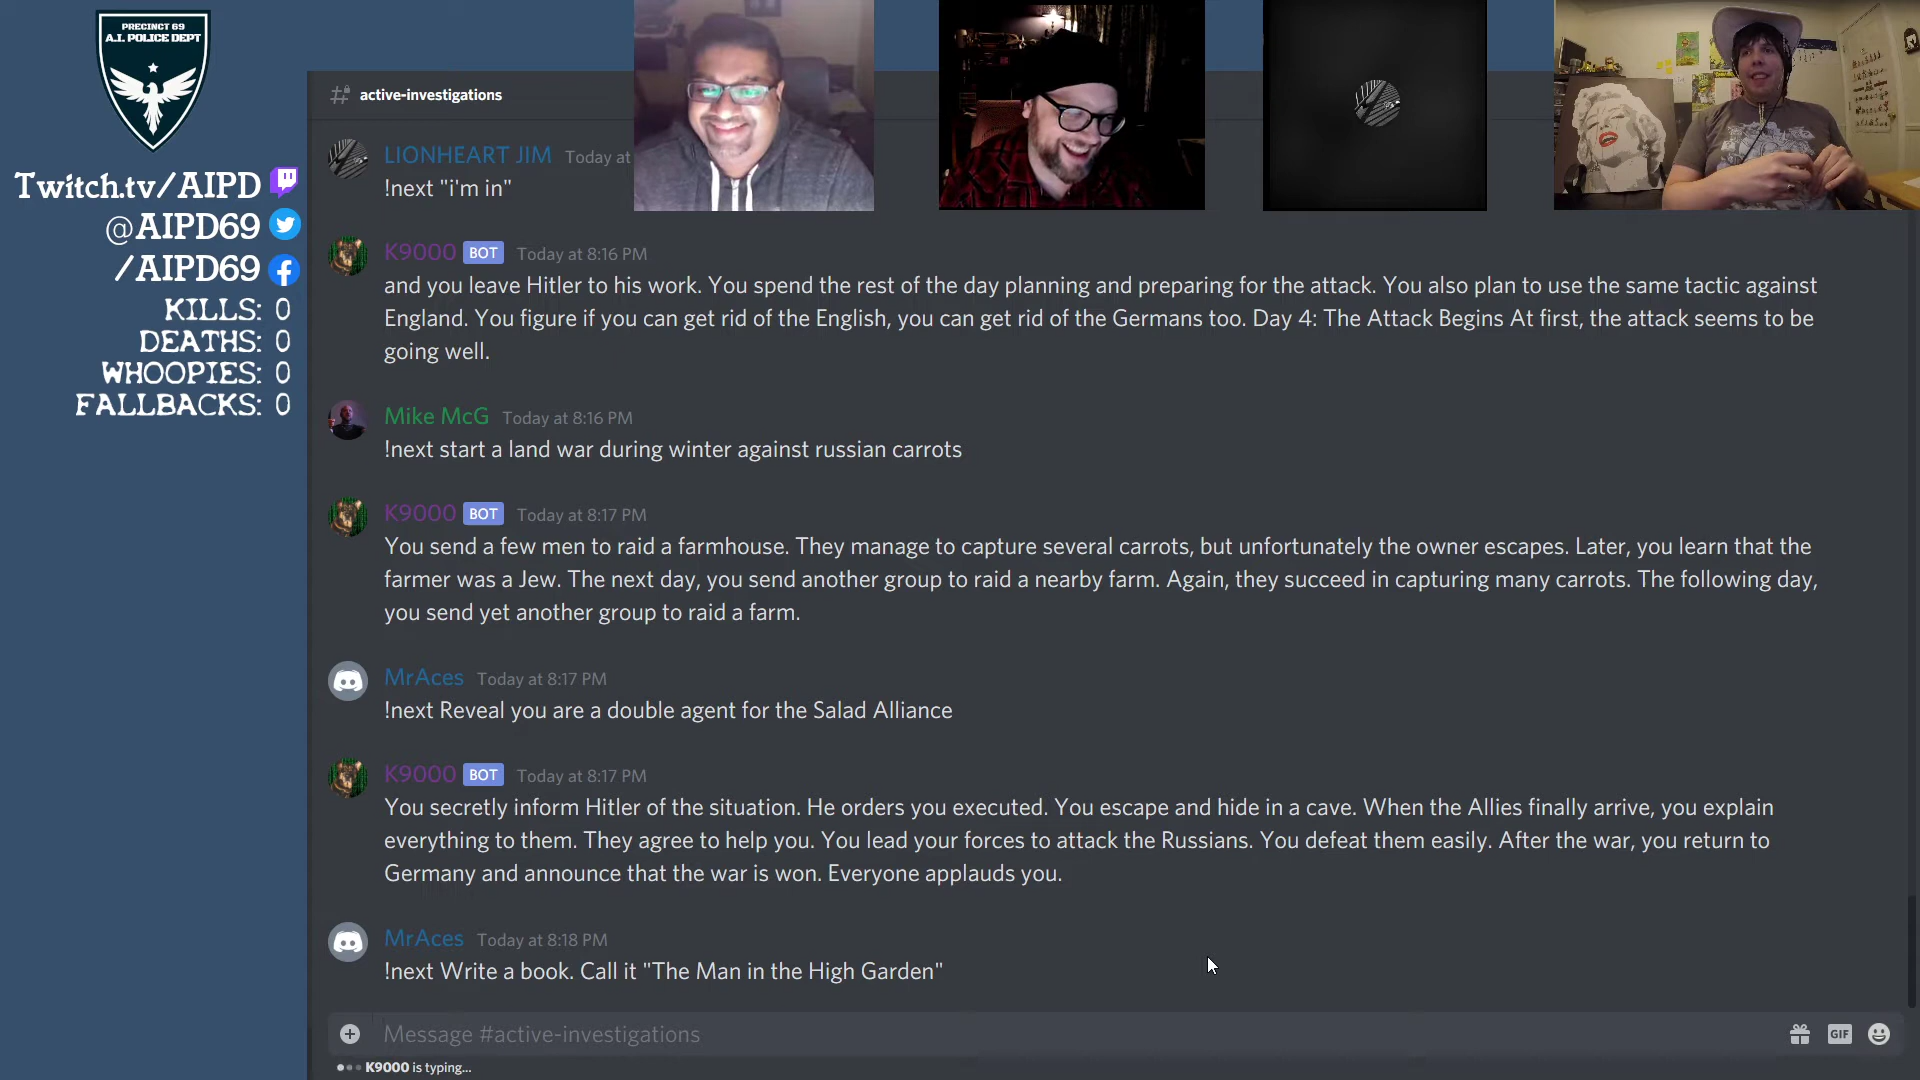 PRECINCT 69
A.I. POLICE DEPT
Twitch.tv/AIPD
@AIPD69
/AIPD69
KILLS: 0
DEATHS: 0
WHOOPIES: 0
FALLBACKS: 0
active-investigations
LIONHEART JIM Today at
!next "i'm in"
K9000 BOT Today at 8:16 PM
and you leave Hitler to his work. You spend the rest of the day planning and preparing for the attack. You also plan to use the same tactic against
England. You figure if you can get rid of the English, you can get rid of the Germans too. Day 4: The Attack Begins At first, the attack seems to be
going well.
Mike McG Today at 8:16 PM
!next start a land war during winter against russian carrots
K9000 BOT Today at 8:17 PM
You send a few men to raid a farmhouse. They manage to capture several carrots, but unfortunately the owner escapes. Later, you learn that the
farmer was a Jew. The next day, you send another group to raid a nearby farm. Again, they succeed in capturing many carrots. The following day,
you send yet another group to raid a farm.
MrAces Today at 8:17 PM
!next Reveal you are a double agent for the Salad Alliance
K9000 BOT Today at 8:17 PM
You secretly inform Hitler of the situation. He orders you executed. You escape and hide in a cave. When the Allies finally arrive, you explain
everything to them. They agree to help you. You lead your forces to attack the Russians. You defeat them easily. After the war, you return to
Germany and announce that the war is won. Everyone applauds you.
MrAces Today at 8:18 PM
!next Write a book. Call it "The Man in the High Garden"
Message #active-investigations
GIF
K9000 is typing...